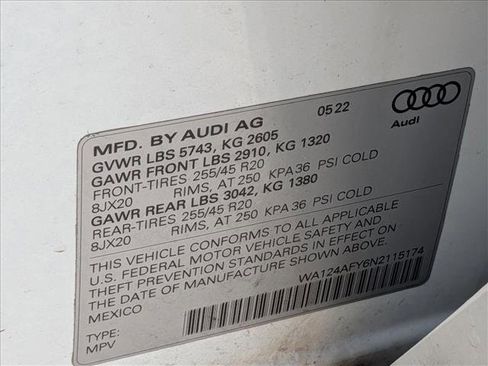 05 22
Audi
MFD. BY AUDI AG
GVWR LBS 5743, KG 2605
GAWR FRONT LBS 2910, KG 1320
FRONT-TIRES 255/45 R20
8JX20 RIMS, AT 250 KPA 36 PSI COLD
GAWR REAR LBS 3042, KG 1380
REAR-TIRES 255/45 R20
8JX20 RIMS, AT 250 KPA 36 PSI COLD
THIS VEHICLE CONFORMS TO ALL APPLICABLE
U.S. FEDERAL MOTOR VEHICLE SAFETY AND
THEFT PREVENTION STANDARDS IN EFFECT ON
THE DATE OF MANUFACTURE SHOWN ABOVE.
MEXICO
WA124AFY6N2115174
TYPE:
MPV